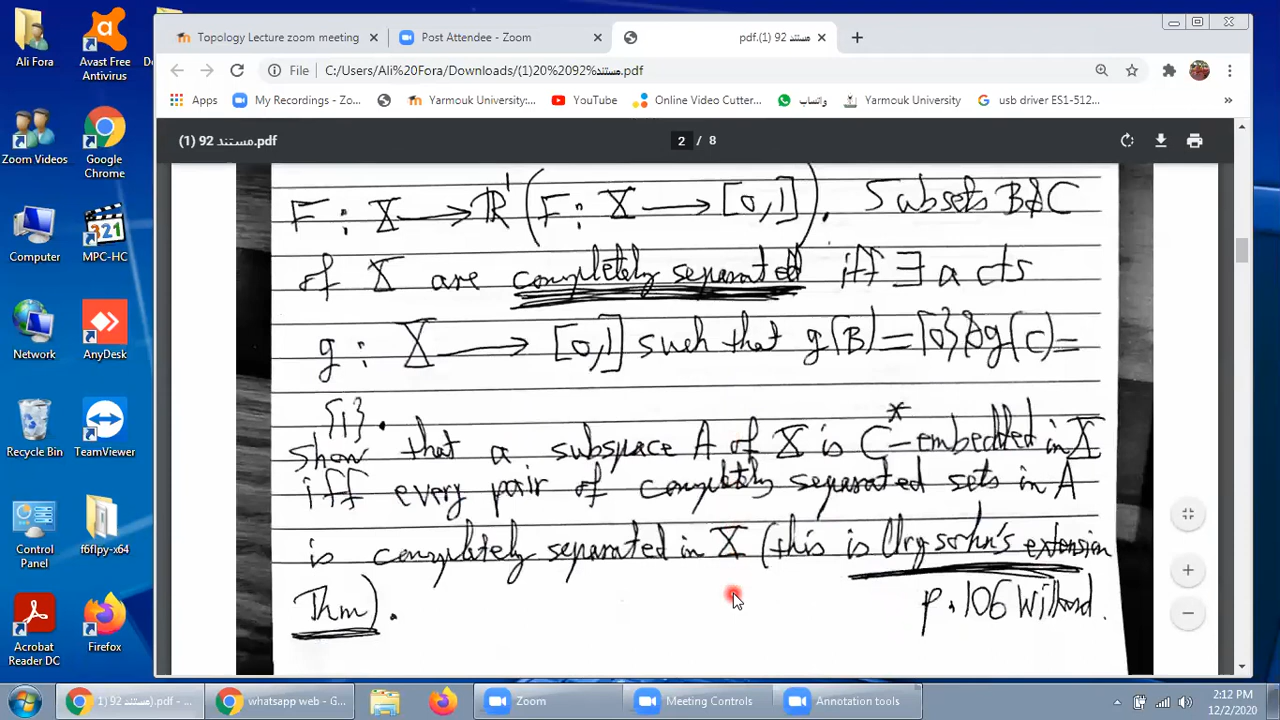 Ali Fora
Avast Free Antivirus
Zoom Videos
Google Chrome
Computer
MPC-HC
Network
AnyDesk
Recycle Bin
TeamViewer
Control Panel
f6flpy-x64
Acrobat Reader DC
Firefox
Topology Lecture zoom meeting
Post Attendee - Zoom
مستند 92 (1).pdf
File
C:/Users/Ali%20Fora/Downloads/(1)20%2092%مستند.pdf
Apps
My Recordings - Zo...
Yarmouk University:...
YouTube
Online Video Cutter...
واتساب
Yarmouk University
usb driver ES1-512...
»
(1) 92 مستند.pdf
2 / 8
F : X → ℝ¹ (F : X → [0,1]). Subsets B & C
of X are completely separated iff ∃ a cts
g : X → [0,1] such that g(B) = {0} & g(C) =
{1}.
Show that a subspace A of X is C*-embedded in X
iff every pair of completely separated sets in A
is completely separated in X (this is Urysohn's extension
Thm).
p. 106 Willard.
1) 92 مستند.pdf - ...
whatsapp web - G...
Zoom
Meeting Controls
Annotation tools
2:12 PM
12/2/2020